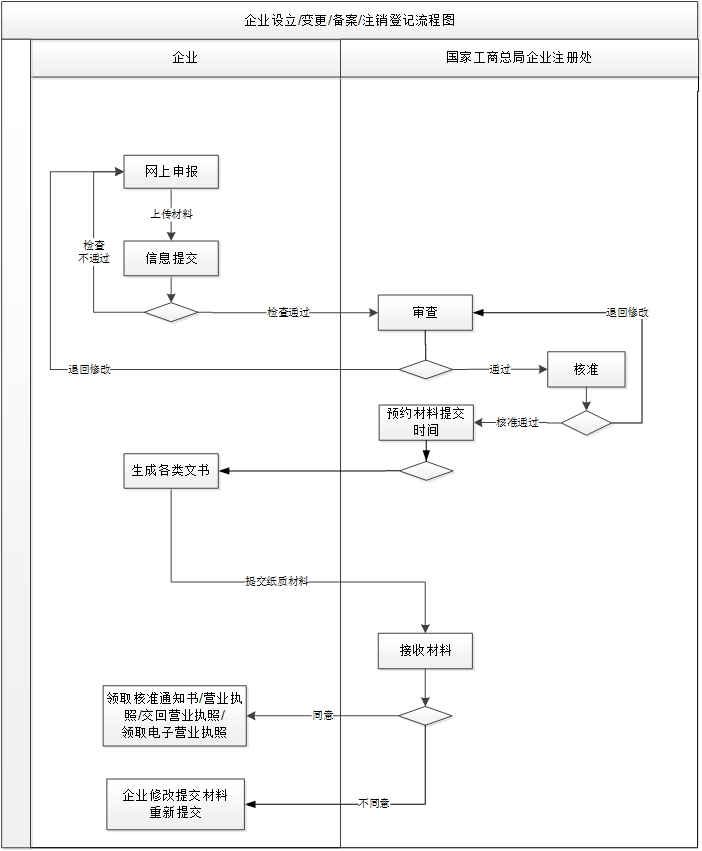 企业设立/变更/备案/注销登记流程图
企业
国家工商总局企业注册处
网上申报
上传材料
检查
不通过
信息提交
检查通过
审查
退回修改
退回修改
通过
核准
预约材料提交
时间
核准通过
生成各类文书
提交纸质材料
接收材料
领取核准通知书/营业执
照/交回营业执照/
领取电子营业执照
同意
企业修改提交材料
重新提交
不同意